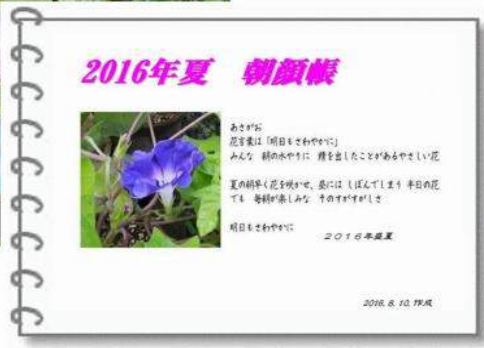 2016年夏 朝顔帳
あさがお
花言葉は「明日もさわやかに」
みんな 朝の水やりに 精を出したことがあるやさしい花
夏の朝早く花を咲かせ、昼には しぼんでしまう 半日の花
でも 毎朝が楽しみな そのすがすがしさ
明日もさわやかに
2016年盛夏
2016.8.10.作成